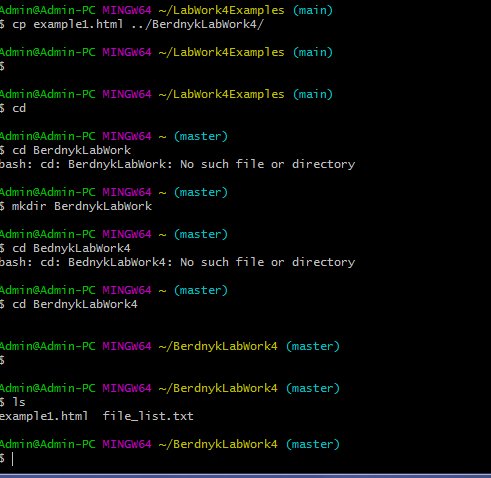 Admin@Admin-PC MINGW64 ~/LabWork4Examples (main)
$ cp example1.html ../BerdnykLabWork4/
Admin@Admin-PC MINGW64 ~/LabWork4Examples (main)
$
Admin@Admin-PC MINGW64 ~/LabWork4Examples (main)
$ cd
Admin@Admin-PC MINGW64 ~ (master)
$ cd BerdnykLabWork
bash: cd: BerdnykLabWork: No such file or directory
Admin@Admin-PC MINGW64 ~ (master)
$ mkdir BerdnykLabWork
Admin@Admin-PC MINGW64 ~ (master)
$ cd BednykLabWork4
bash: cd: BednykLabWork4: No such file or directory
Admin@Admin-PC MINGW64 ~ (master)
$ cd BerdnykLabWork4
Admin@Admin-PC MINGW64 ~/BerdnykLabWork4 (master)
$
Admin@Admin-PC MINGW64 ~/BerdnykLabWork4 (master)
$ ls
example1.html file_list.txt
Admin@Admin-PC MINGW64 ~/BerdnykLabWork4 (master)
$